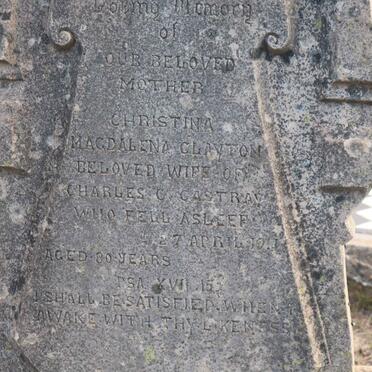 Loving Memory
of
OUR BELOVED
MOTHER
CHRISTINA
MAGDALENA CLAYTON
BELOVED WIFE OF
CHARLES C. CASTRAY
WHO FELL ASLEEP
27 APRIL
AGED 80 YEARS
PSA. XVII. 15.
I SHALL BE SATISFIED, WHEN I
AWAKE WITH THY LIKENESS